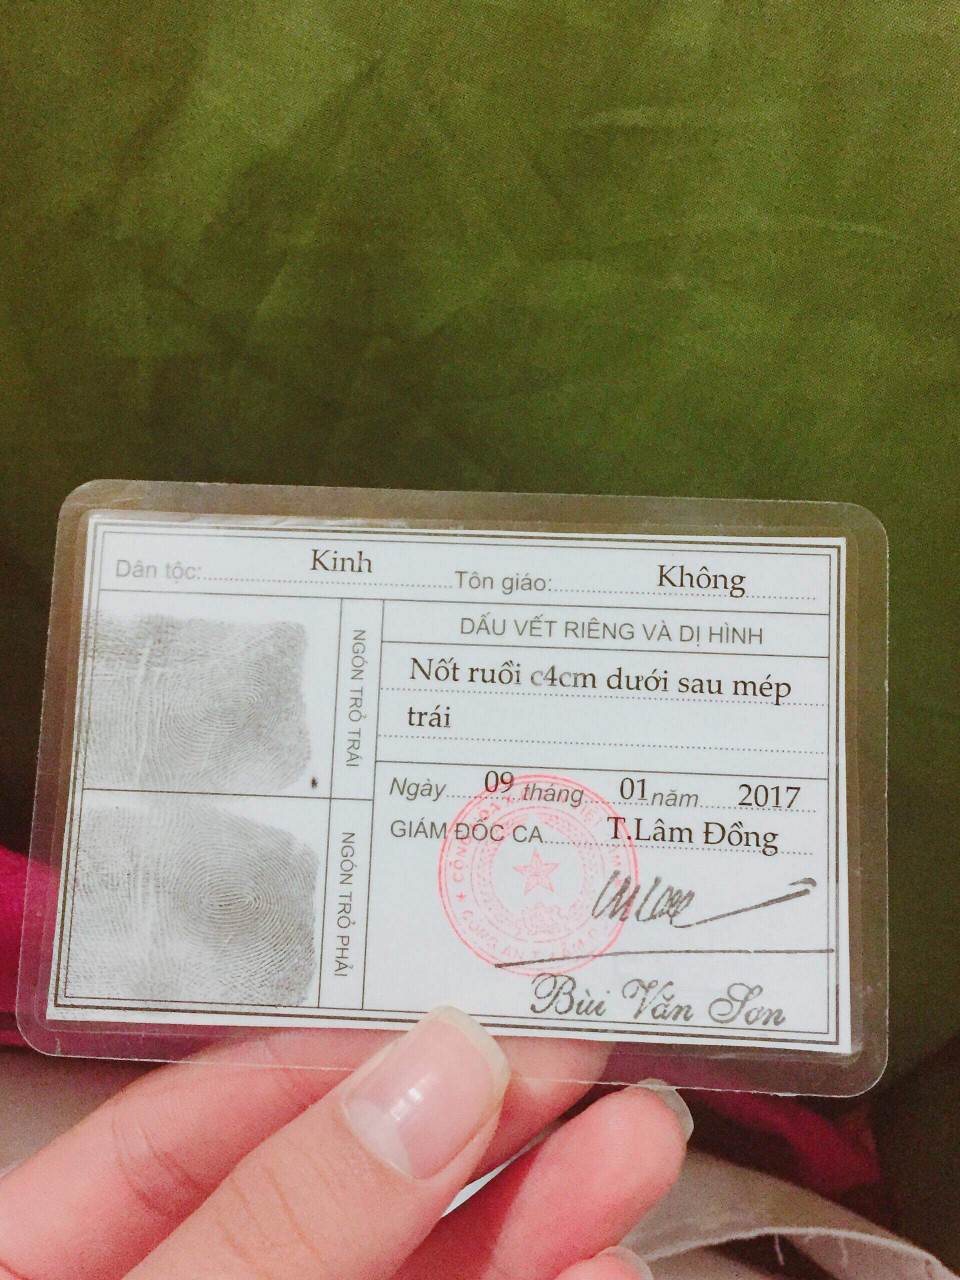 Dân tộc: Kinh Tôn giáo: Không
NGÓN TRỎ TRÁI
DẤU VẾT RIÊNG VÀ DỊ HÌNH
Nốt ruồi c4cm dưới sau mép
trái
NGÓN TRỎ PHẢI
Ngày 09 tháng 01 năm 2017
GIÁM ĐỐC CA T.Lâm Đồng
Bùi Văn Sơn